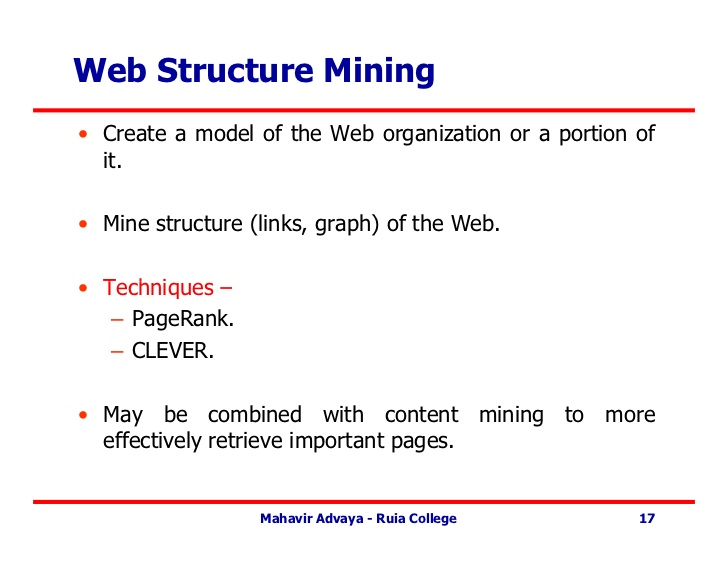 Web Structure Mining
• Create a model of the Web organization or a portion of
it.
• Mine structure (links, graph) of the Web.
• Techniques –
– PageRank.
– CLEVER.
• May be combined with content mining to more
effectively retrieve important pages.
Mahavir Advaya - Ruia College 17